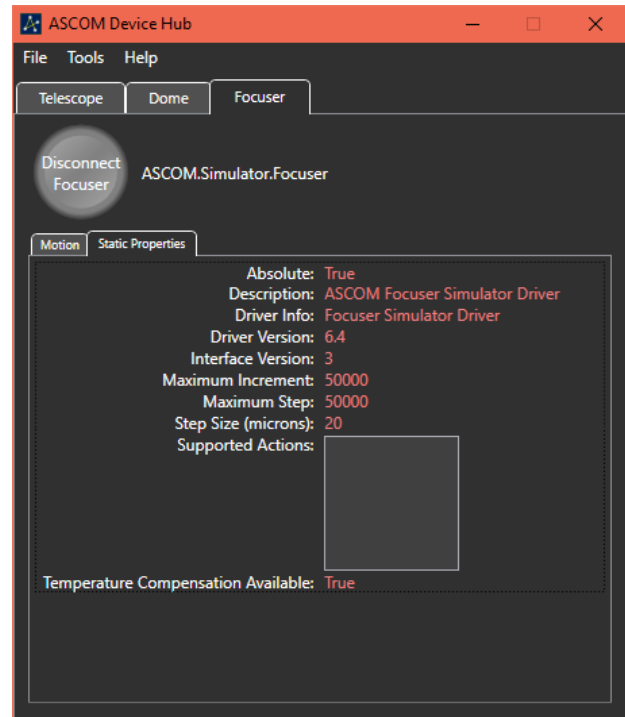 ASCOM Device Hub
File Tools Help
Telescope Dome Focuser
Disconnect
Focuser
ASCOM.Simulator.Focuser
Motion Static Properties
Absolute: True
Description: ASCOM Focuser Simulator Driver
Driver Info: Focuser Simulator Driver
Driver Version: 6.4
Interface Version: 3
Maximum Increment: 50000
Maximum Step: 50000
Step Size (microns): 20
Supported Actions:
Temperature Compensation Available: True